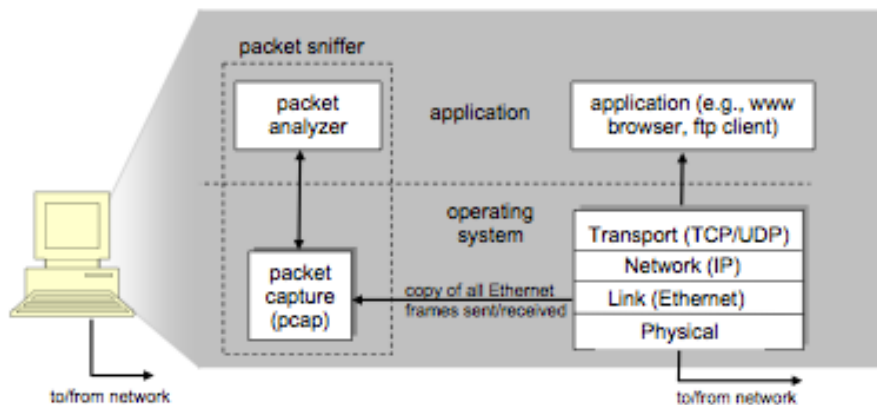 packet sniffer
packet
analyzer
application
application (e.g., www
browser, ftp client)
operating
system
packet
capture
(pcap)
copy of all Ethernet
frames sent/received
Transport (TCP/UDP)
Network (IP)
Link (Ethernet)
Physical
to/from network
to/from network